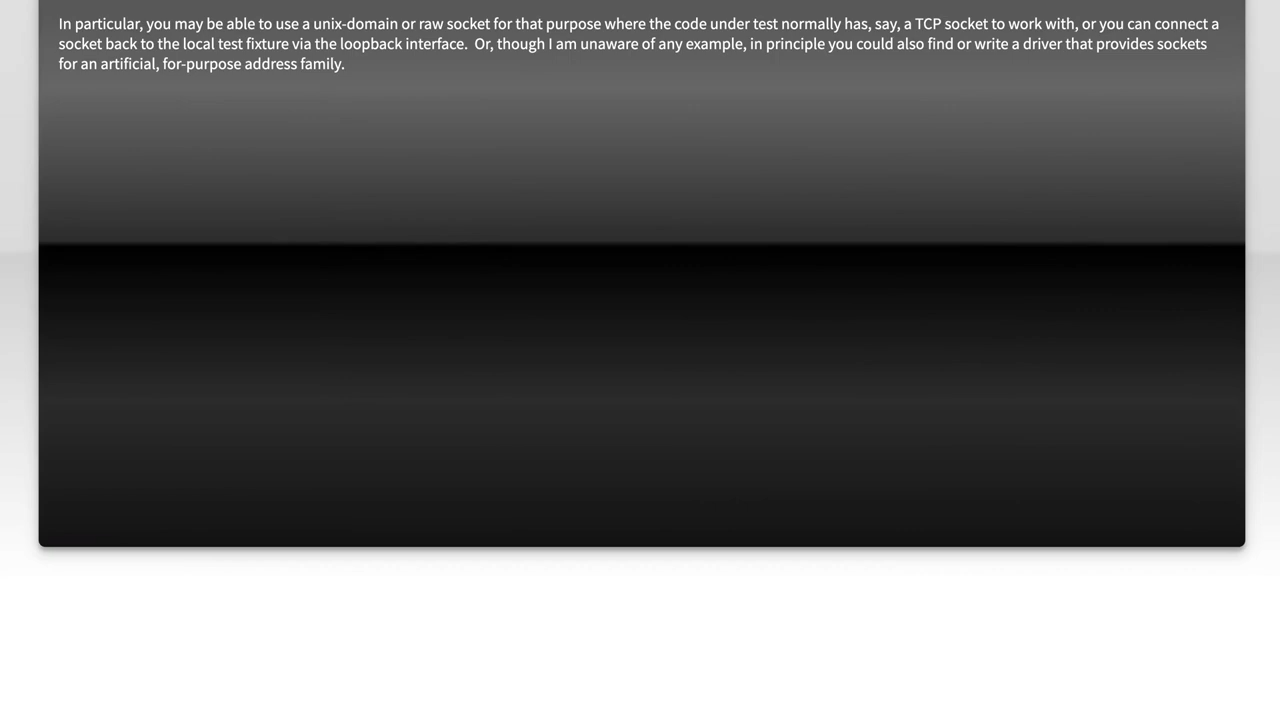 In particular, you may be able to use a unix-domain or raw socket for that purpose where the code under test normally has, say, a TCP socket to work with, or you can connect a
socket back to the local test fixture via the loopback interface.  Or, though I am unaware of any example, in principle you could also find or write a driver that provides sockets
for an artificial, for-purpose address family.